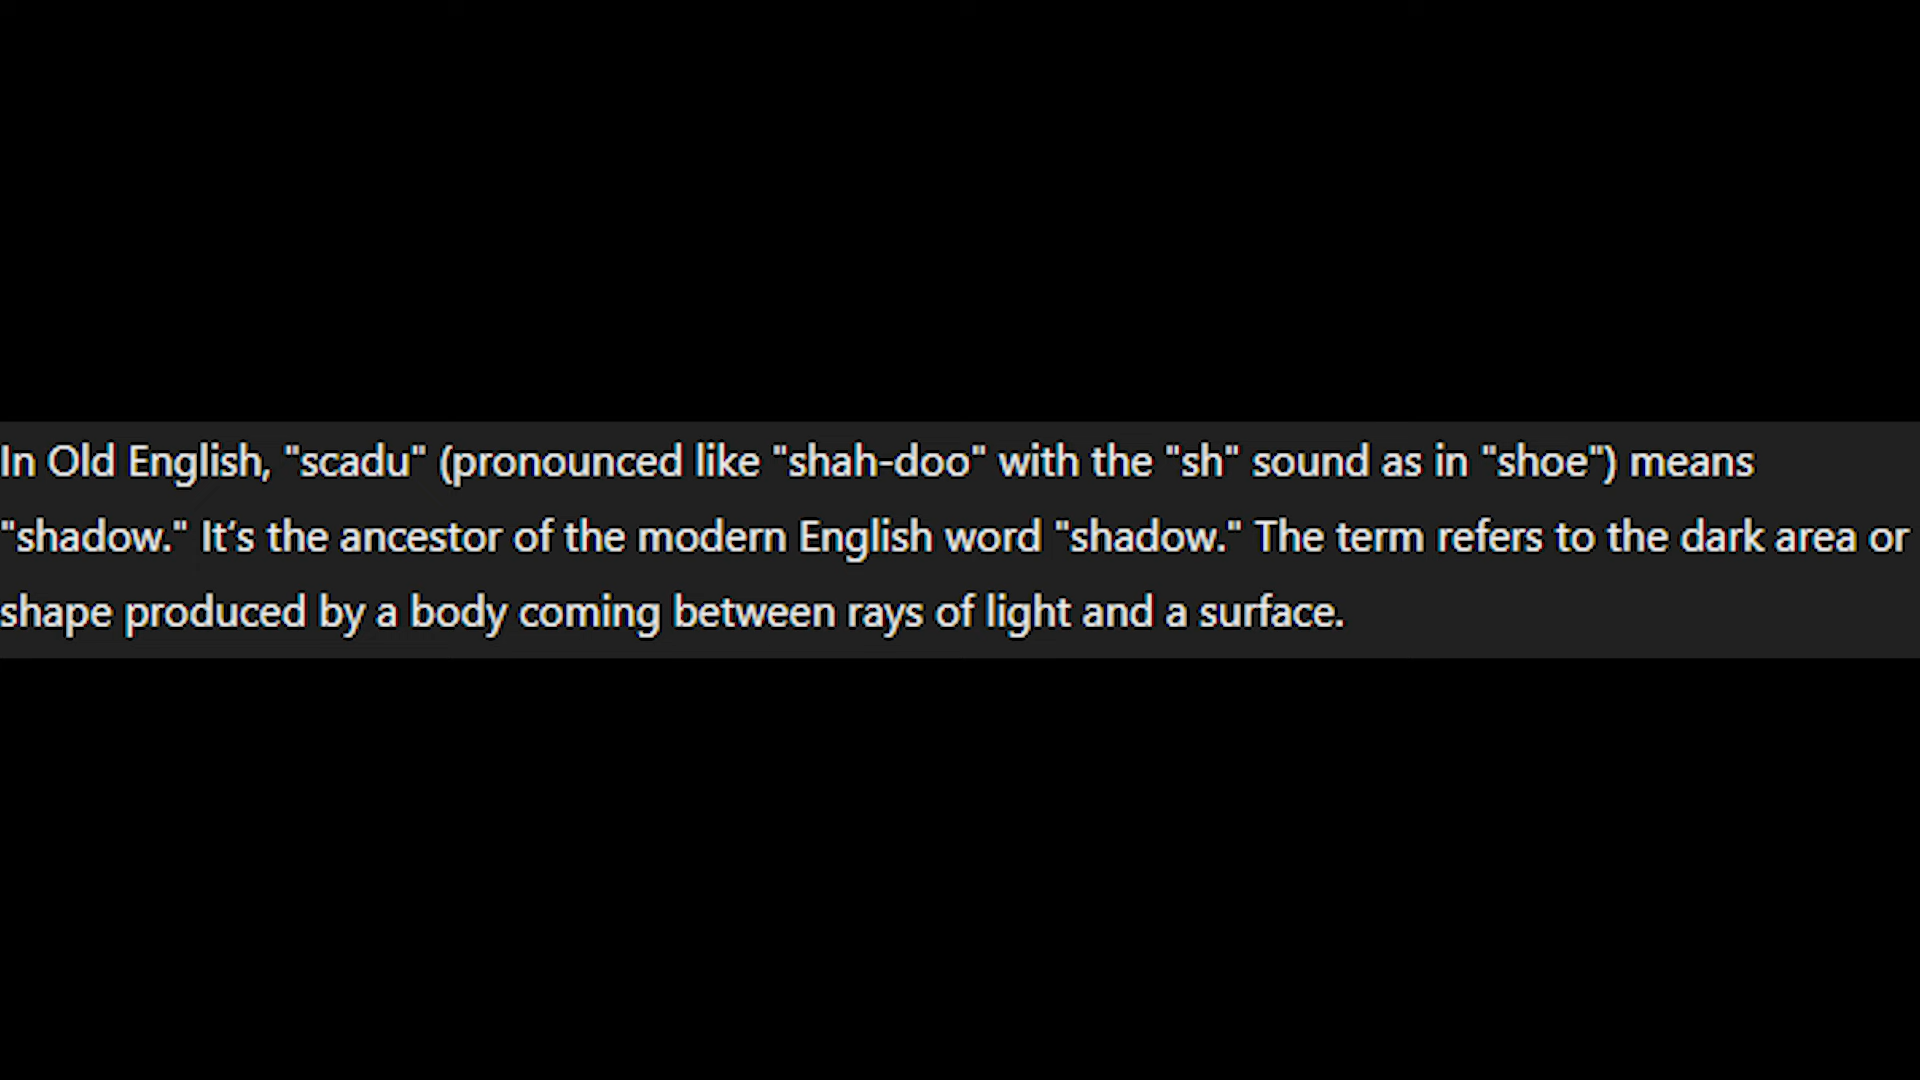 In Old English, "scadu" (pronounced like "shah-doo" with the "sh" sound as in "shoe") means
"shadow." It’s the ancestor of the modern English word "shadow." The term refers to the dark area or
shape produced by a body coming between rays of light and a surface.